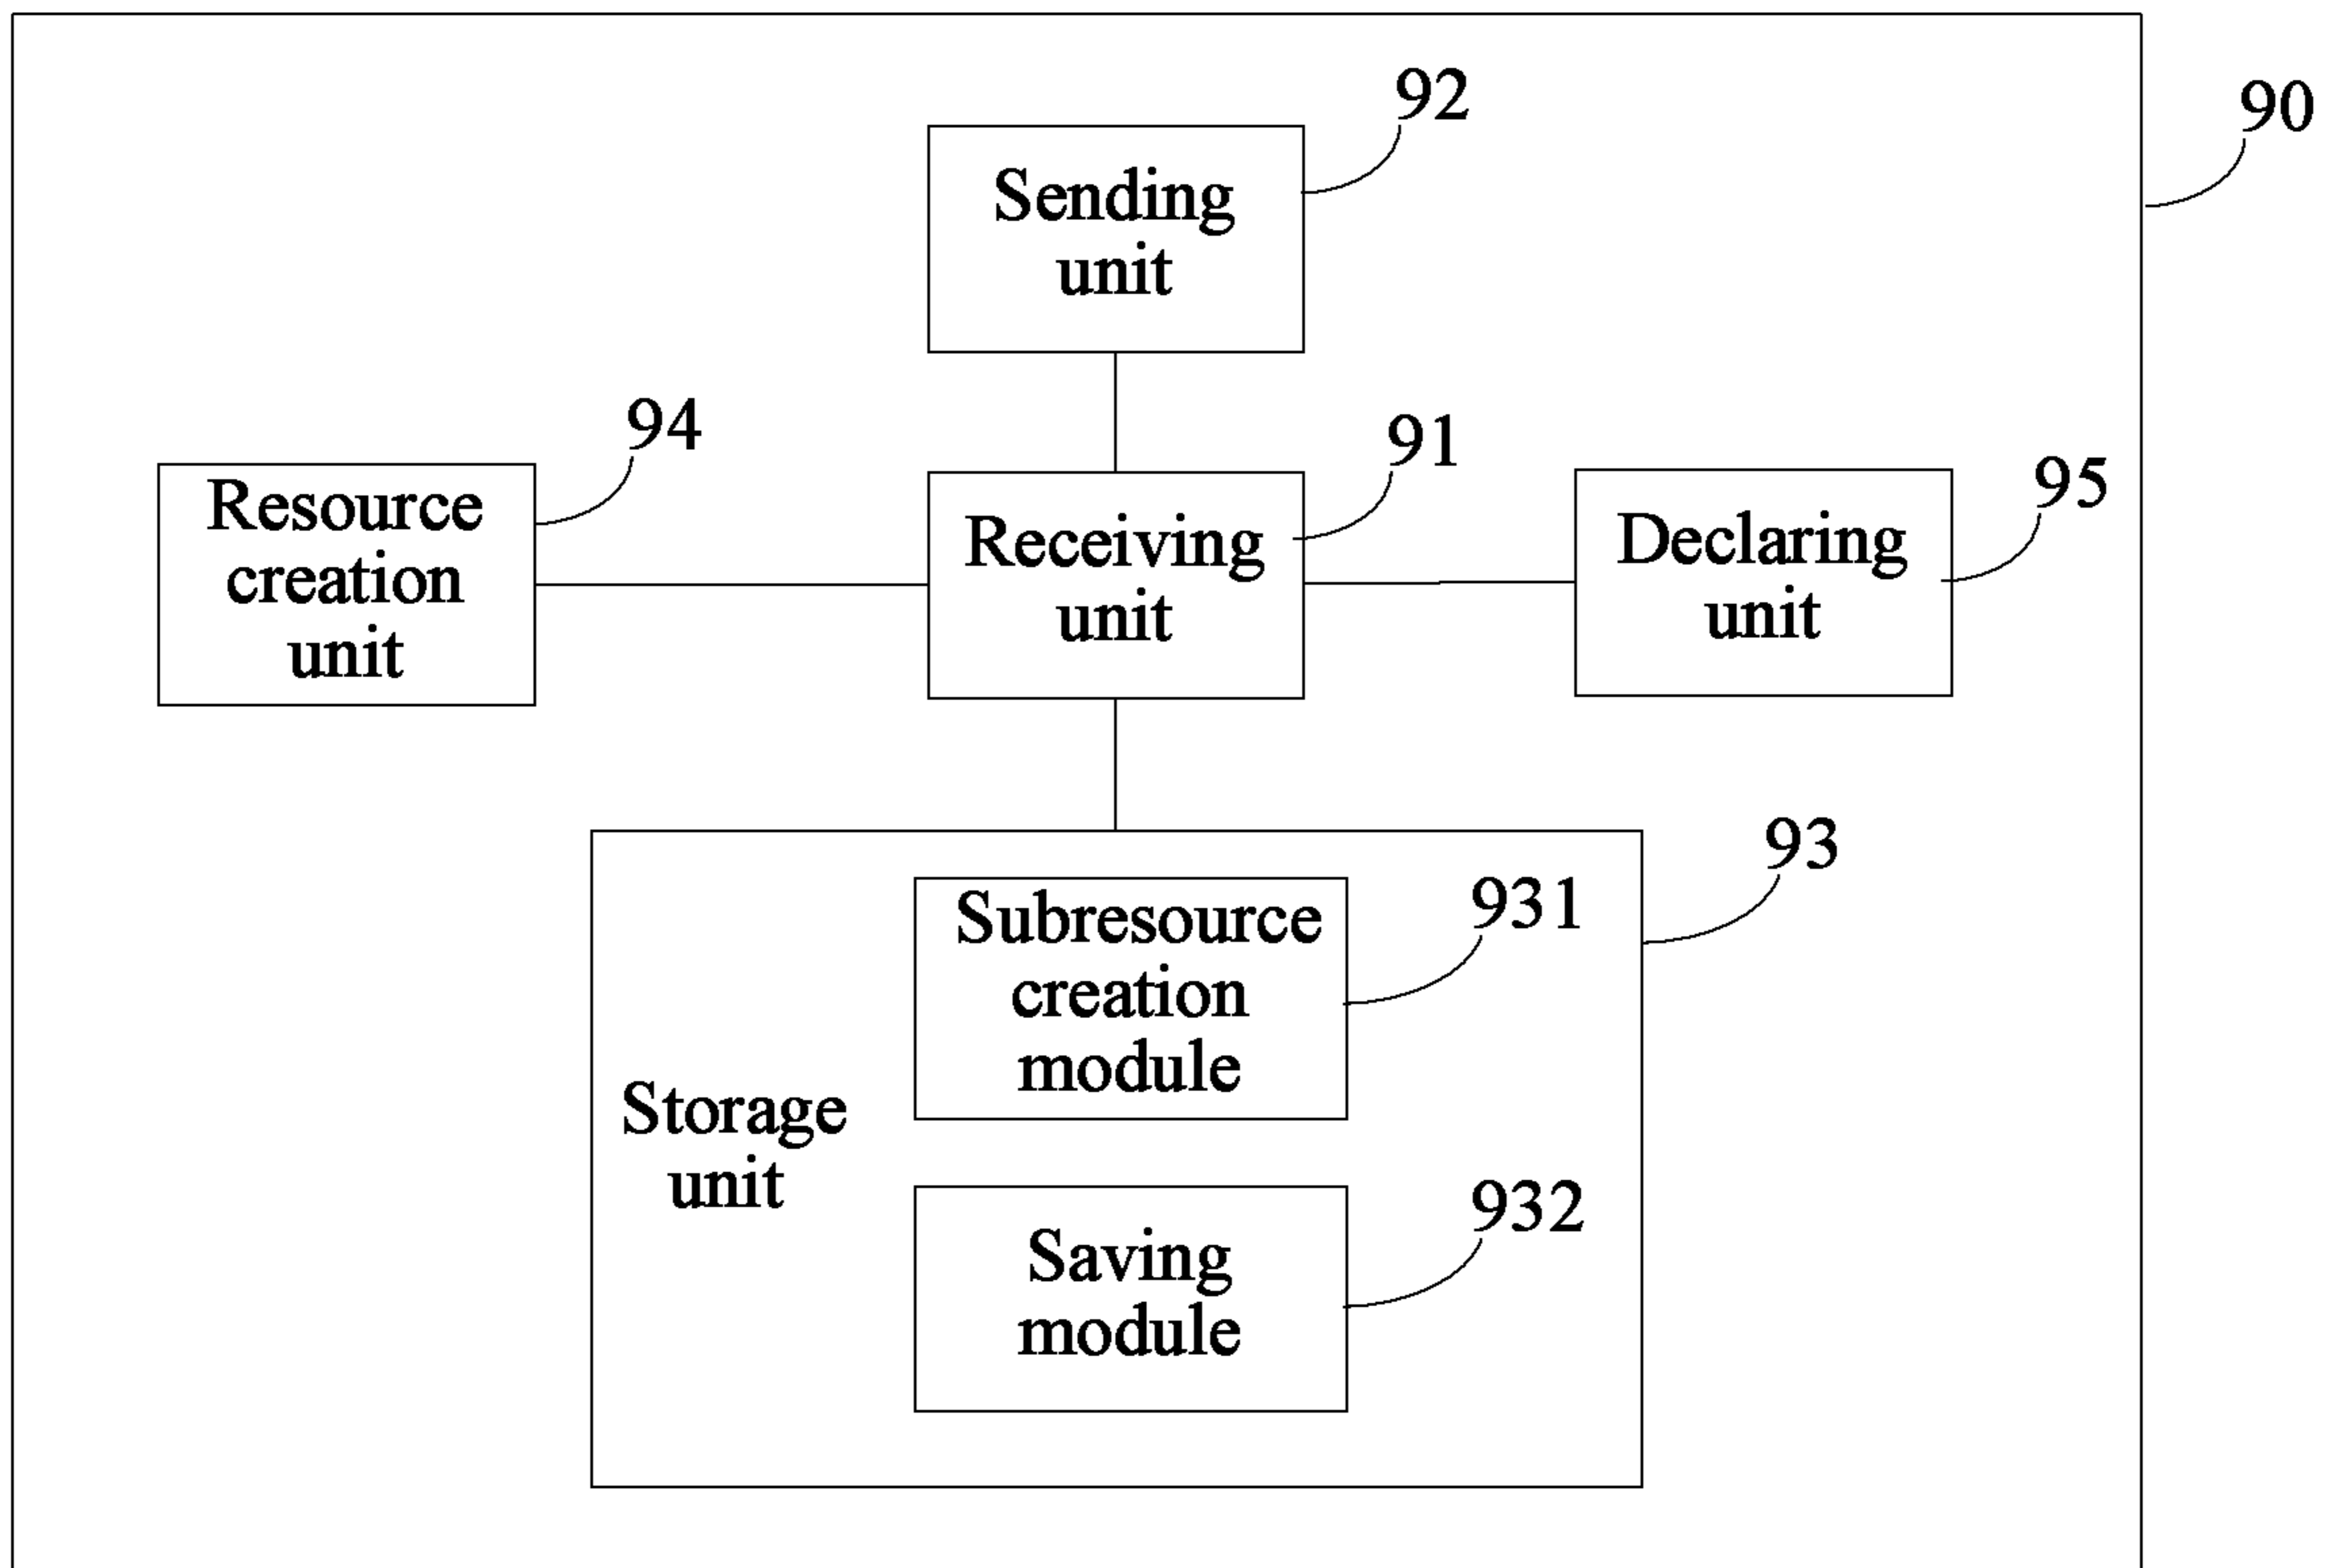 92
90
Sending
unit
94
91
95
Resource
creation
unit
Receiving
unit
Declaring
unit
93
931
Subresource
creation
module
Storage
unit
932
Saving
module